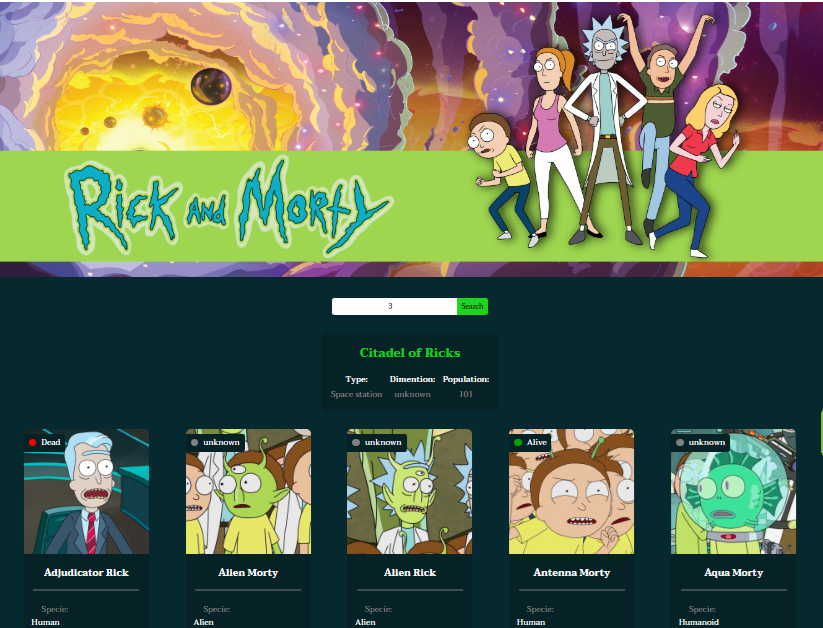 Rick and Morty
3 Search
Citadel of Ricks
Type: Dimention: Population:
Space station unknown 101
Dead unknown unknown Alive unknown
Adjudicator Rick Alien Morty Alien Rick Antenna Morty Aqua Morty
Specie: Specie: Specie: Specie: Specie:
Human Alien Alien Human Humanoid